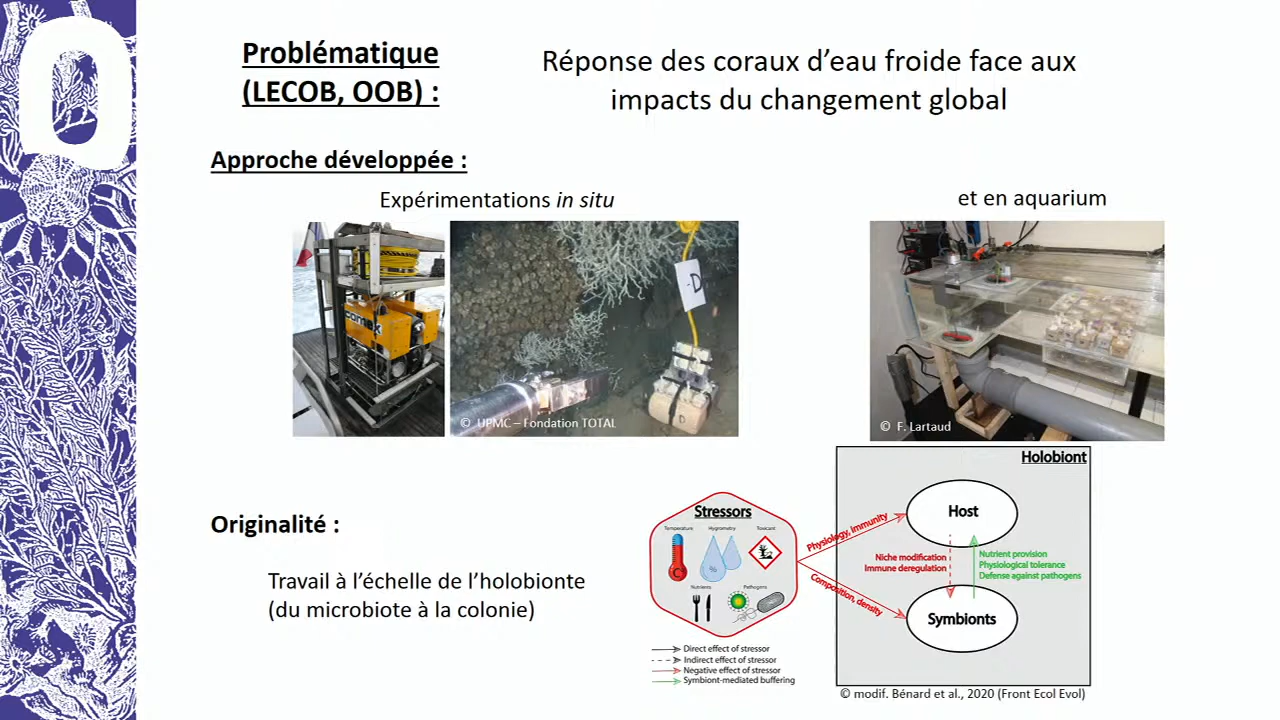 Problématique
(LECOB, OOB) :
Réponse des coraux d’eau froide face aux
impacts du changement global
Approche développée :
Expérimentations in situ
et en aquarium
comex
-D
D
© UPMC – Fondation TOTAL
© F. Lartaud
Originalité :
Travail à l’échelle de l’holobionte
(du microbiote à la colonie)
Stressors
Temperature
Hygrometry
Toxicant
C°
%
Nutrients
Pathogens
Physiology, immunity
Composition, density
Holobiont
Host
Niche modification
Immune deregulation
Nutrient provision
Physiological tolerance
Defense against pathogens
Symbionts
Direct effect of stressor
Indirect effect of stressor
Negative effect of stressor
Symbiont-mediated buffering
© modif. Bénard et al., 2020 (Front Ecol Evol)